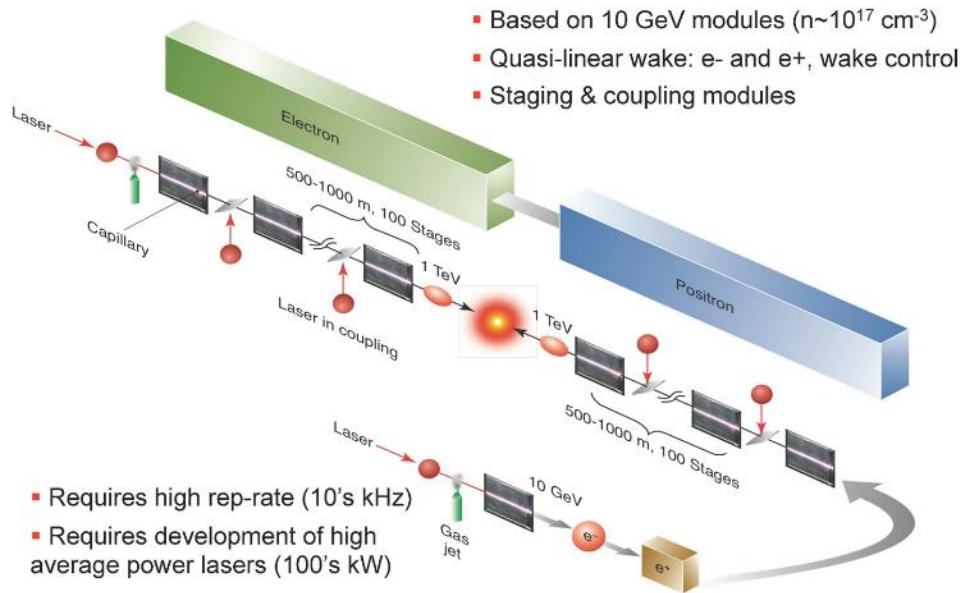 ▪ Based on 10 GeV modules (n~10¹⁷ cm⁻³)
▪ Quasi-linear wake: e- and e+, wake control
▪ Staging & coupling modules
Electron
Laser
500-1000 m, 100 Stages
Capillary
1 TeV
Positron
Laser in coupling
1 TeV
500-1000 m, 100 Stages
Laser
10 GeV
▪ Requires high rep-rate (10's kHz)
▪ Requires development of high
average power lasers (100's kW)
Gas
jet
e⁻
e⁺